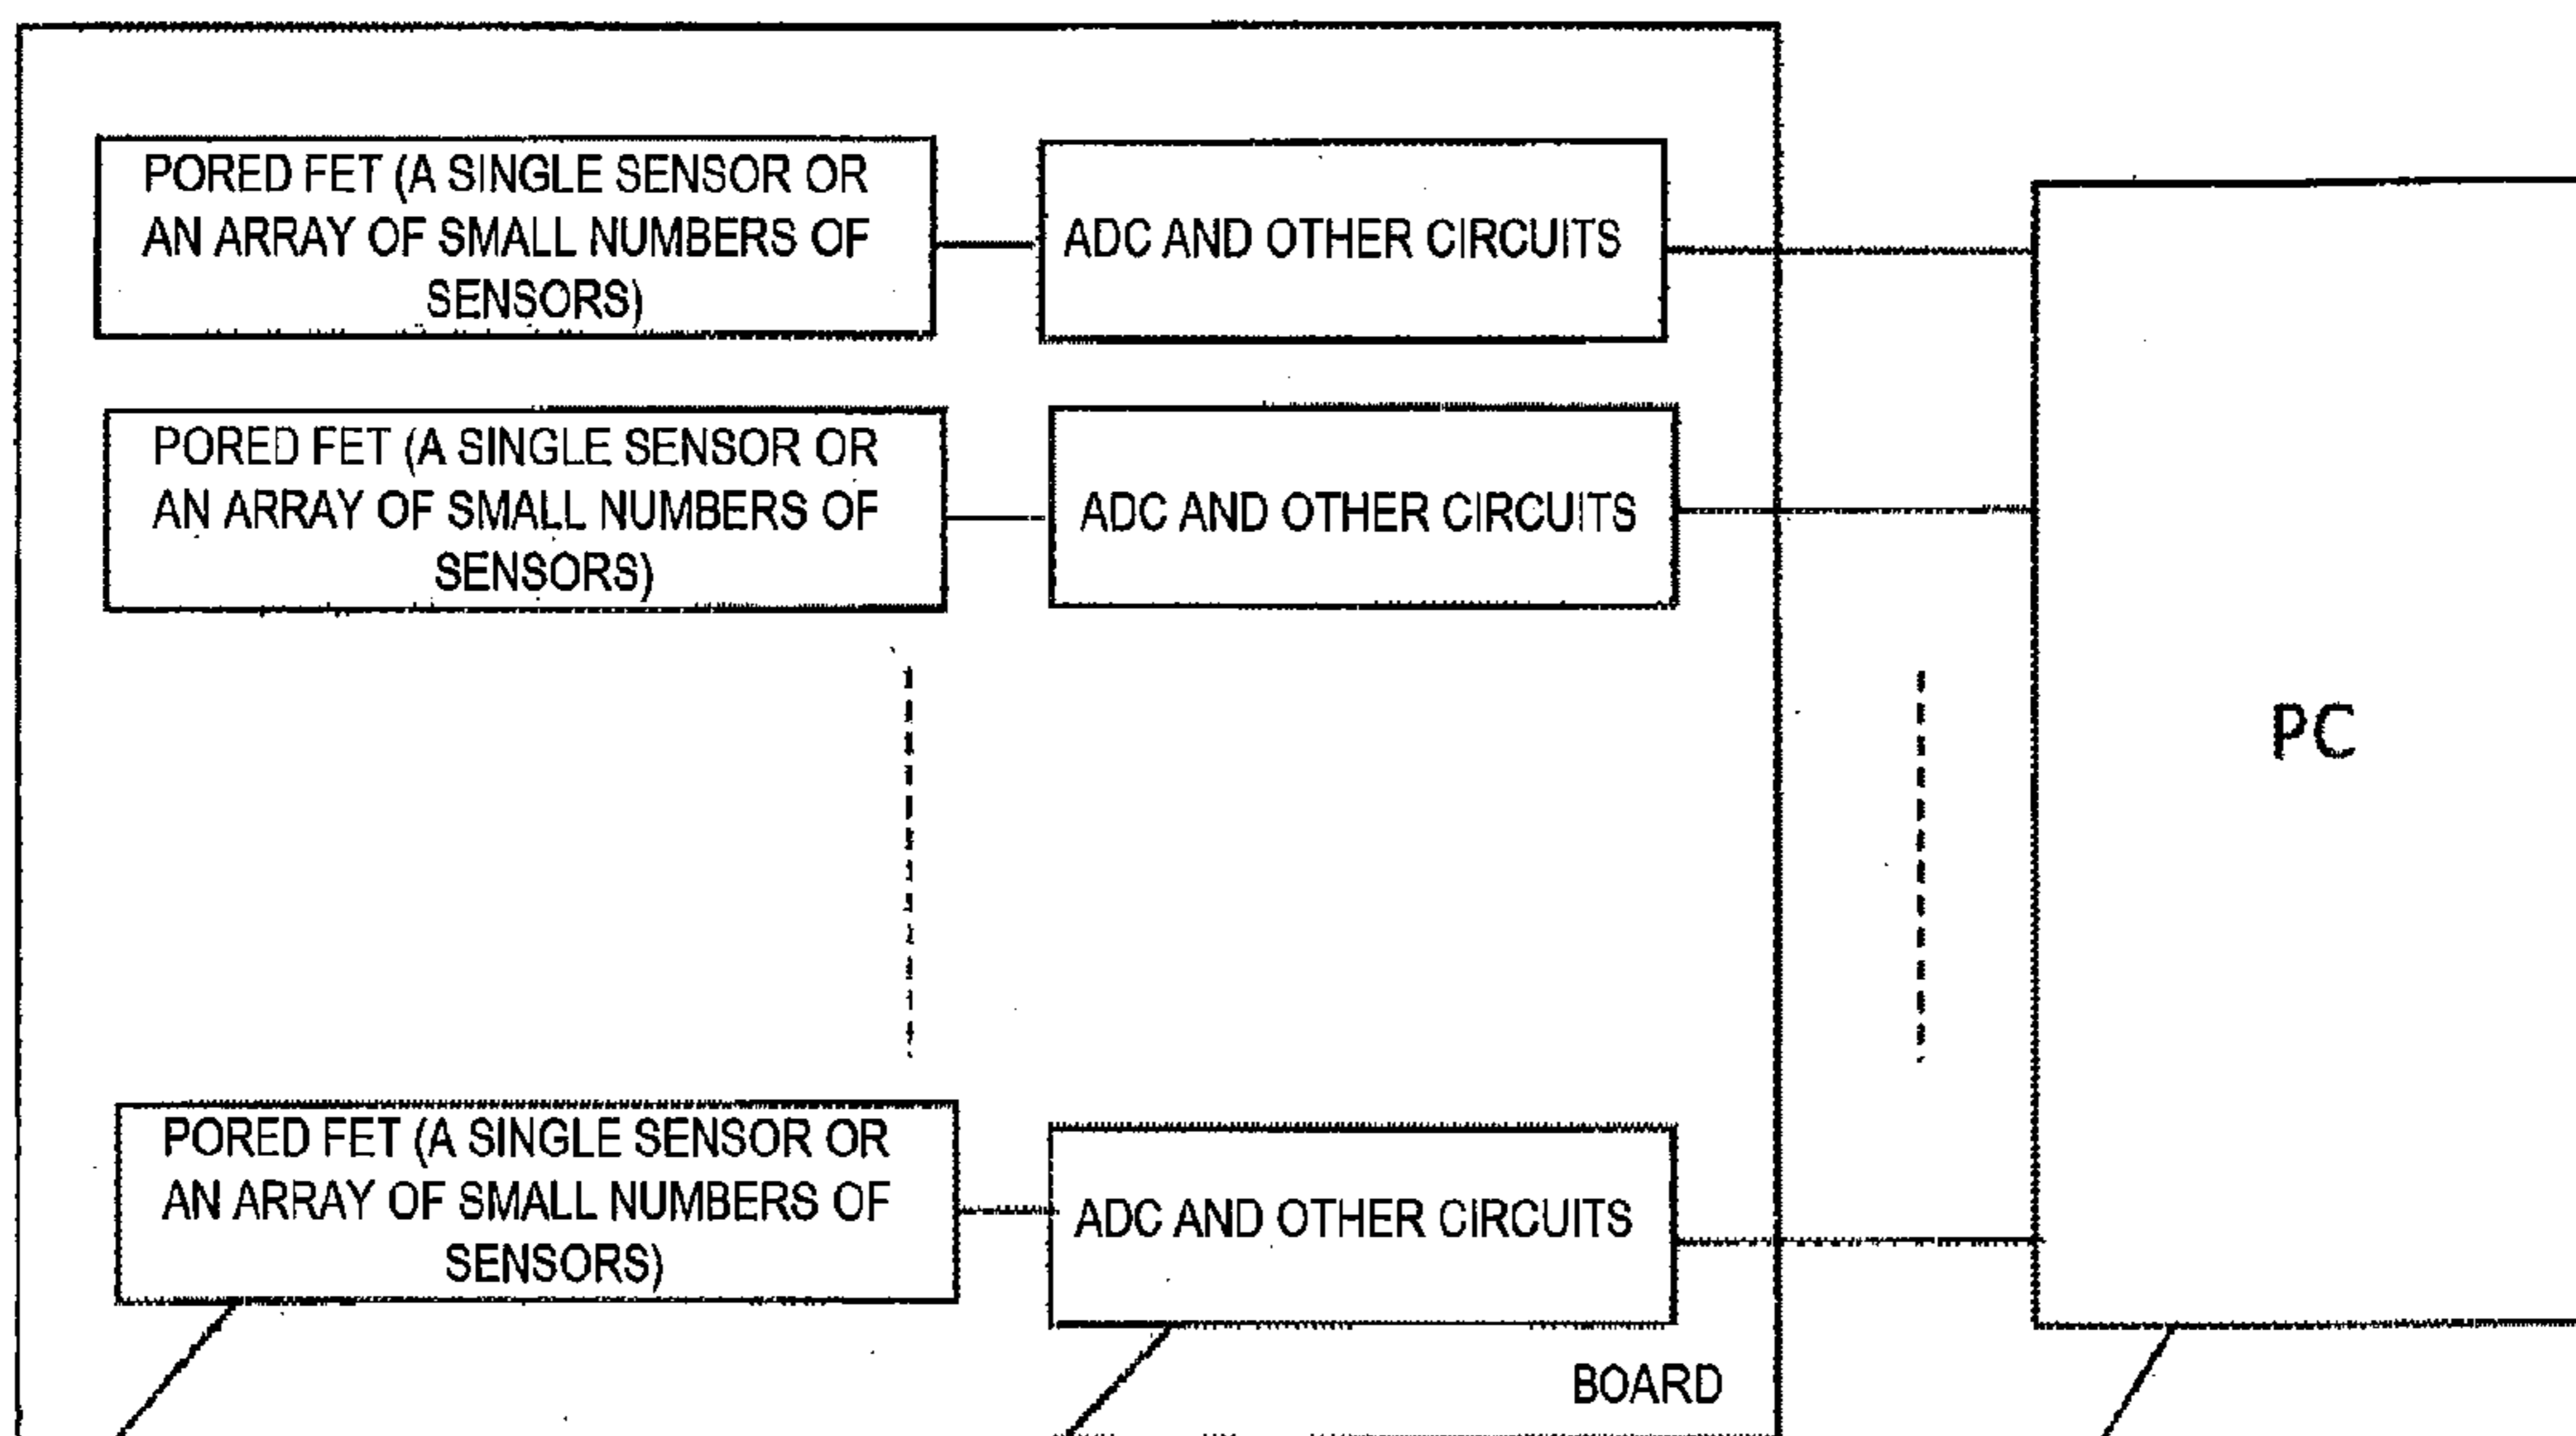 PORED FET (A SINGLE SENSOR OR
AN ARRAY OF SMALL NUMBERS OF
SENSORS)
ADC AND OTHER CIRCUITS
PORED FET (A SINGLE SENSOR OR
AN ARRAY OF SMALL NUMBERS OF
SENSORS)
ADC AND OTHER CIRCUITS
PC
PORED FET (A SINGLE SENSOR OR
AN ARRAY OF SMALL NUMBERS OF
SENSORS)
ADC AND OTHER CIRCUITS
BOARD